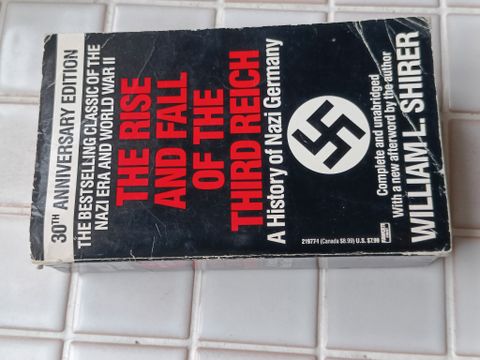 30TH ANNIVERSARY EDITION
THE BESTSELLING CLASSIC OF THE
NAZI ERA AND WORLD WAR II
THE RISE
AND FALL
OF THE
THIRD REICH
A History of Nazi Germany
21977-1 (Canada $8.99) U.S. $7.99
Complete and unabridged
With a new afterword by the author
WILLIAM L. SHIRER